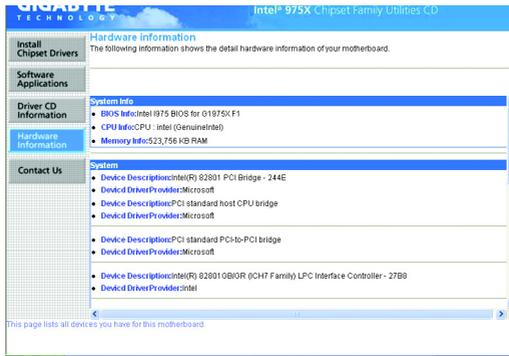 GIGABYTE
TECHNOLOGY
Intel® 975X Chipset Family Utilities CD
Install
Chipset Drivers
Software
Applications
Driver CD
Information
Hardware
Information
Contact Us
Hardware information
The following information shows the detail hardware information of your motherboard.
System Info
• BIOS Info:Intel I975 BIOS for G1975X F1
• CPU Info:CPU : intel (GenuineIntel)
• Memory Info:523,756 KB RAM
System
• Device Description:Intel(R) 82801 PCI Bridge - 244E
• Devicd DriverProvider:Microsoft
• Device Description:PCI standard host CPU bridge
• Devicd DriverProvider:Microsoft
• Device Description:PCI standard PCI-to-PCI bridge
• Devicd DriverProvider:Microsoft
• Device Description:Intel(R) 82801GB/GR (ICH7 Family) LPC Interface Controller - 27B8
• Devicd DriverProvider:Intel
This page lists all devices you have for this motherboard.